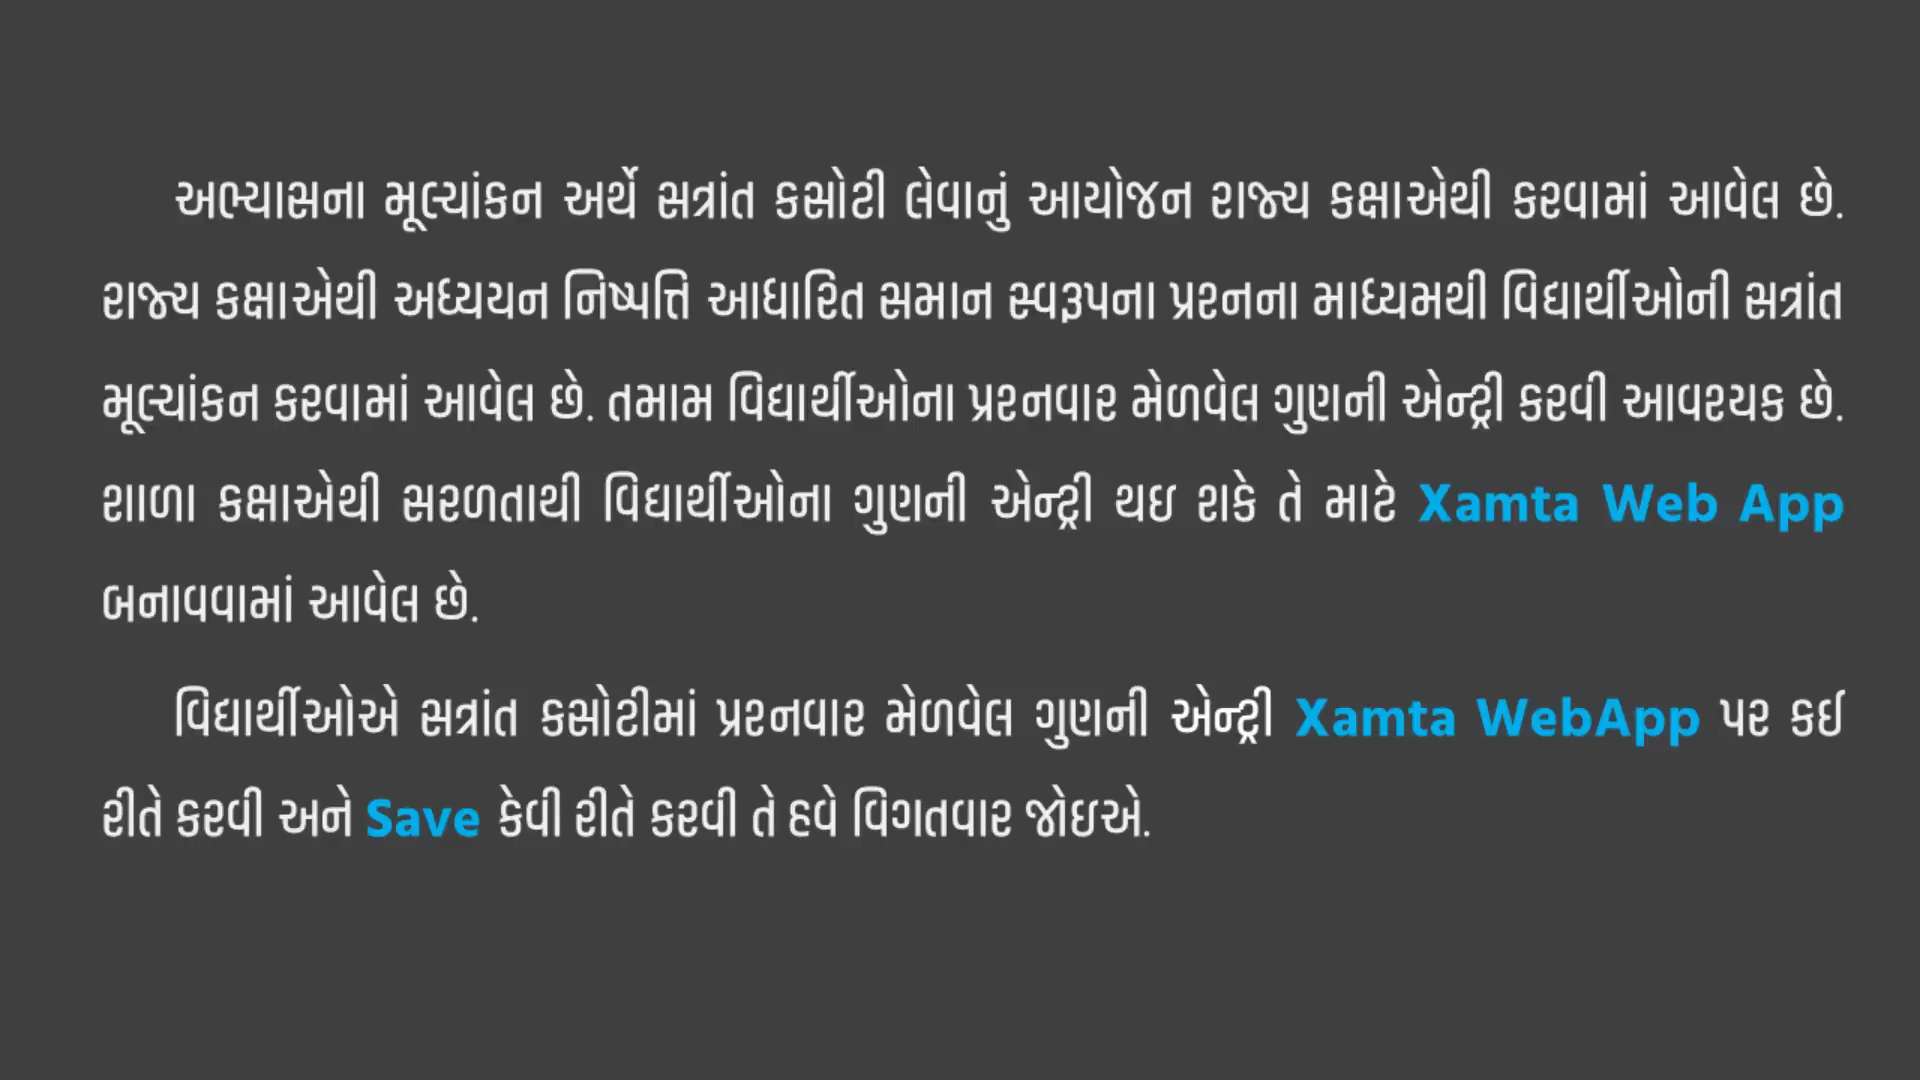 અભ્યાસના મૂલ્યાંકન અર્થે સત્રાંત કસોટી લેવાનું આયોજન રાજ્ય કક્ષાએથી કરવામાં આવેલ છે.
રાજ્ય કક્ષાએથી અધ્યયન નિષ્પત્તિ આધારિત સમાન સ્વરૂપના પ્રશ્નના માધ્યમથી વિદ્યાર્થીઓની સત્રાંત
મૂલ્યાંકન કરવામાં આવેલ છે. તમામ વિદ્યાર્થીઓના પ્રશ્નવાર મેળવેલ ગુણની એન્ટ્રી કરવી આવશ્યક છે.
શાળા કક્ષાએથી સરળતાથી વિદ્યાર્થીઓના ગુણની એન્ટ્રી થઇ શકે તે માટે Xamta Web App
બનાવવામાં આવેલ છે.
વિદ્યાર્થીઓએ સત્રાંત કસોટીમાં પ્રશ્નવાર મેળવેલ ગુણની એન્ટ્રી Xamta WebApp પર કઈ
રીતે કરવી અને Save કેવી રીતે કરવી તે હવે વિગતવાર જોઇએ.